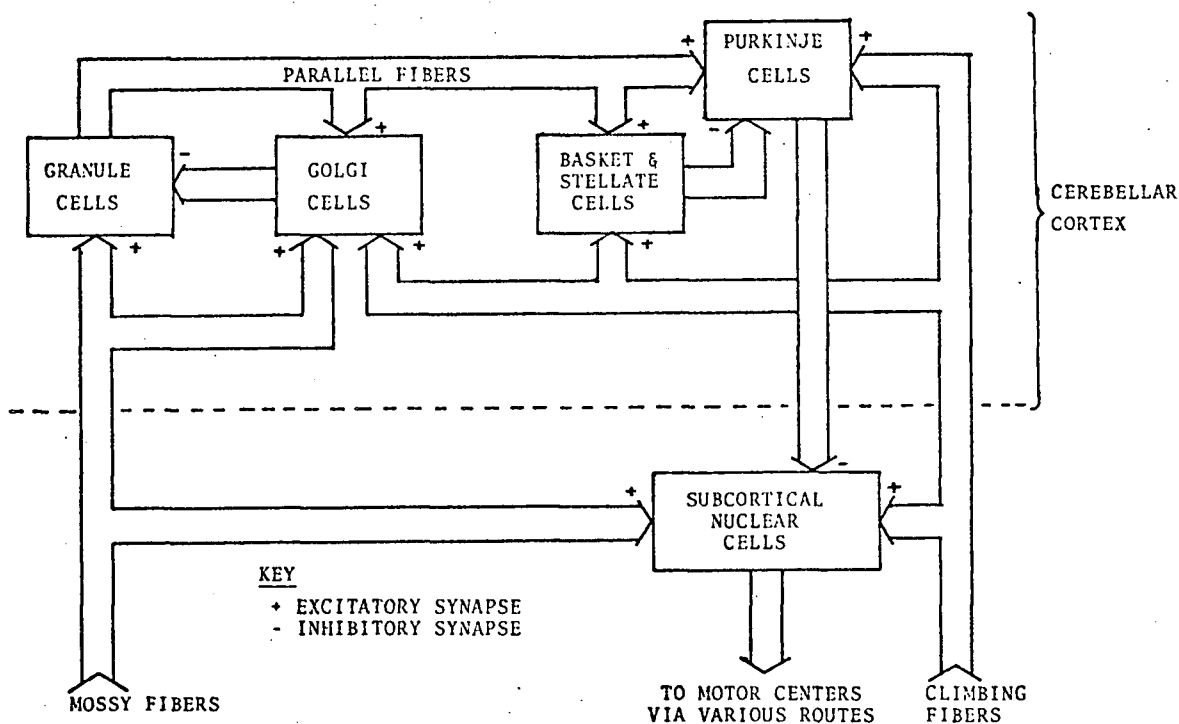 PURKINJE
CELLS
PARALLEL FIBERS
GRANULE
CELLS
GOLGI
CELLS
BASKET &
STELLATE
CELLS
CEREBELLAR
CORTEX
SUBCORTICAL
NUCLEAR
CELLS
KEY
+ EXCITATORY SYNAPSE
- INHIBITORY SYNAPSE
MOSSY FIBERS
TO MOTOR CENTERS
VIA VARIOUS ROUTES
CLIMBING
FIBERS